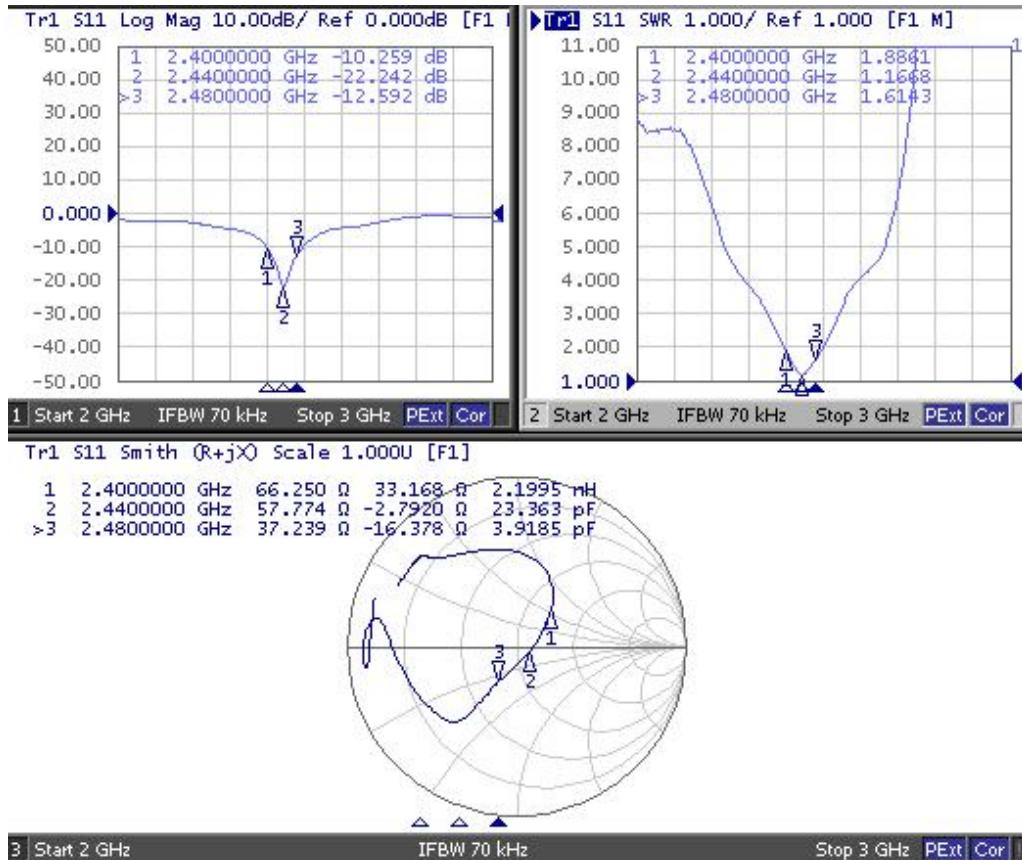 Tr1 S11 Log Mag 10.00dB/ Ref 0.000dB [F1
50.00
40.00
30.00
20.00
10.00
0.000
-10.00
-20.00
-30.00
-40.00
-50.00
1 2.4000000 GHz -10.259 dB
2 2.4400000 GHz -22.242 dB
>3 2.4800000 GHz -12.592 dB
1
2
3
1 Start 2 GHz IFBW 70 kHz Stop 3 GHz PExt Cor
Tr1 S11 SWR 1.000/ Ref 1.000 [F1 M]
11.00
10.00
9.000
8.000
7.000
6.000
5.000
4.000
3.000
2.000
1.000
1 2.4000000 GHz 1.8861
2 2.4400000 GHz 1.1668
>3 2.4800000 GHz 1.6143
1
1
3
2 Start 2 GHz IFBW 70 kHz Stop 3 GHz PExt Cor
Tr1 S11 Smith (R+jX) Scale 1.000U [F1]
1 2.4000000 GHz 66.250 Ω 33.168 Ω 2.1995 nH
2 2.4400000 GHz 57.774 Ω -2.7920 Ω 23.363 pF
>3 2.4800000 GHz 37.239 Ω -16.378 Ω 3.9185 pF
1
3
2
3 Start 2 GHz IFBW 70 kHz Stop 3 GHz PExt Cor